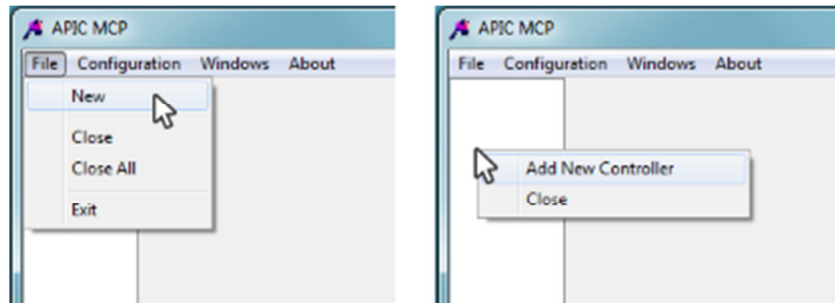 APIC MCP
File Configuration Windows About
New
Close
Close All
Exit
APIC MCP
File Configuration Windows About
Add New Controller
Close